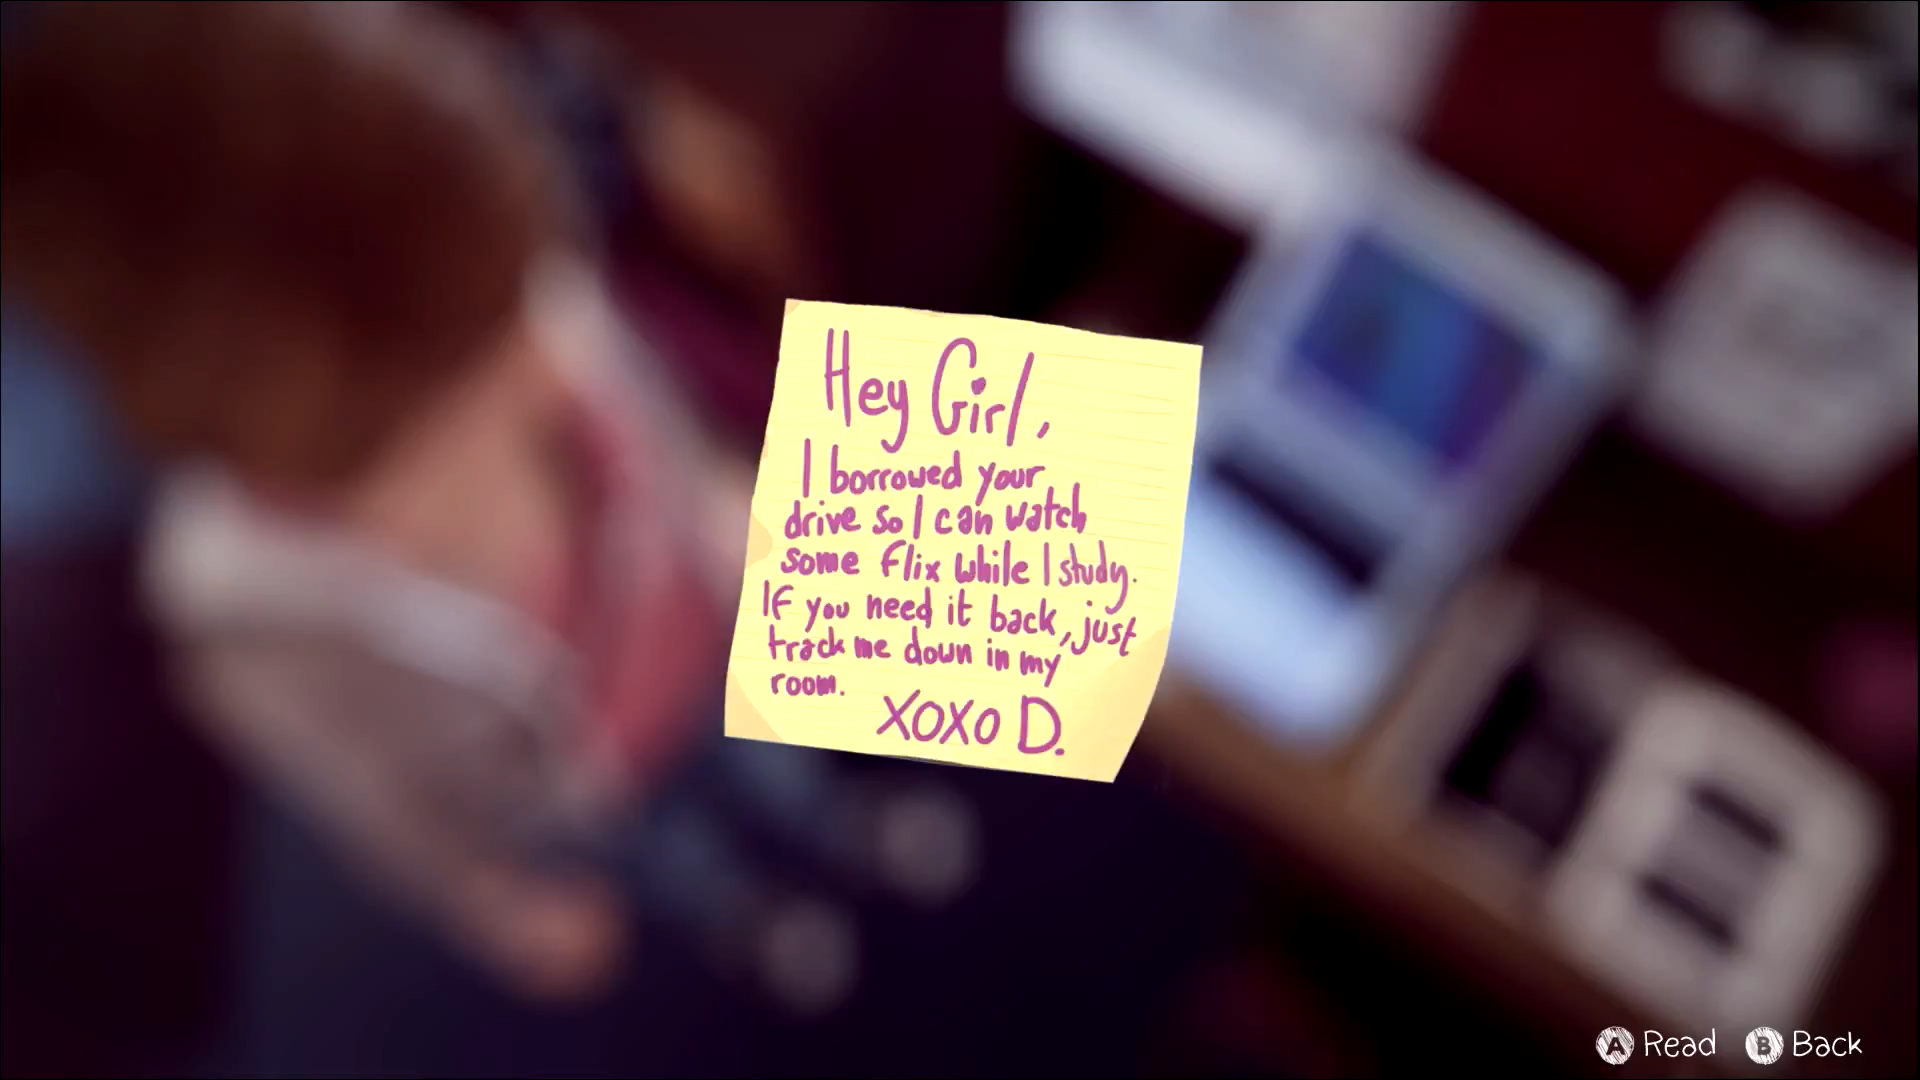 Hey Girl,
I borrowed your
drive so I can watch
some flix while I study.
If you need it back, just
track me down in my
room.
XOXO D.
A Read B Back